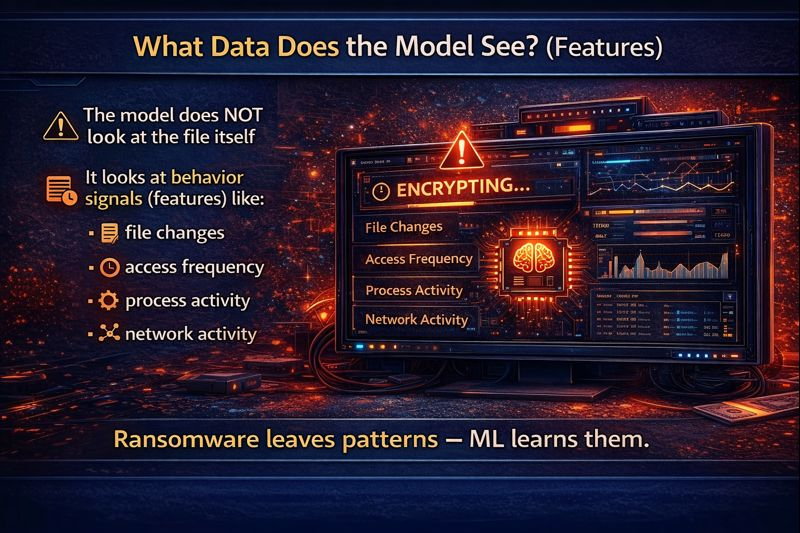 What Data Does the Model See? (Features)
The model does NOT
look at the file itself
It looks at behavior
signals (features) like:
file changes
access frequency
process activity
network activity
ENCRYPTING...
File Changes
Access Frequency
Process Activity
Network Activity
Ransomware leaves patterns — ML learns them.